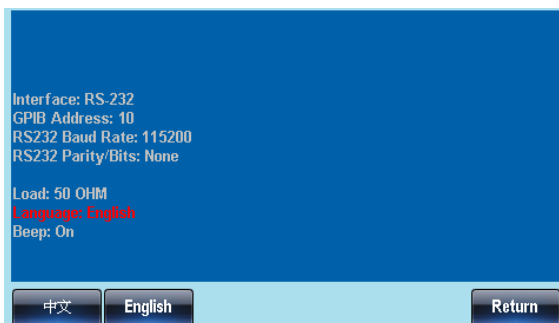 Interface: RS-232
GPIB Address: 10
RS232 Baud Rate: 115200
RS232 Parity/Bits: None
Load: 50 OHM
Language: English
Beep: On
中文 English Return